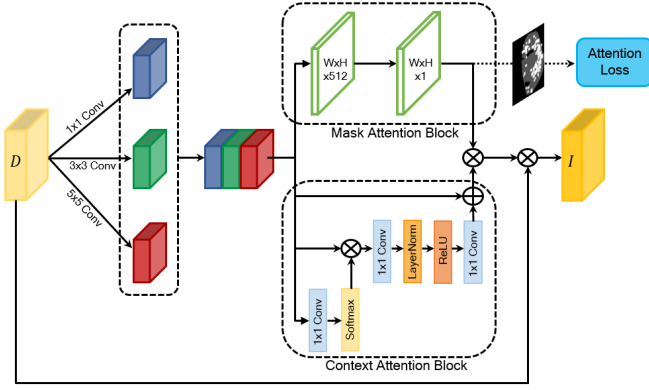 D
1x1 Conv
3x3 Conv
5x5 Conv
WxH
x512
WxH
x1
Mask Attention Block
Attention
Loss
I
1x1 Conv
Softmax
1x1 Conv
LayerNorm
ReLU
1x1 Conv
Context Attention Block